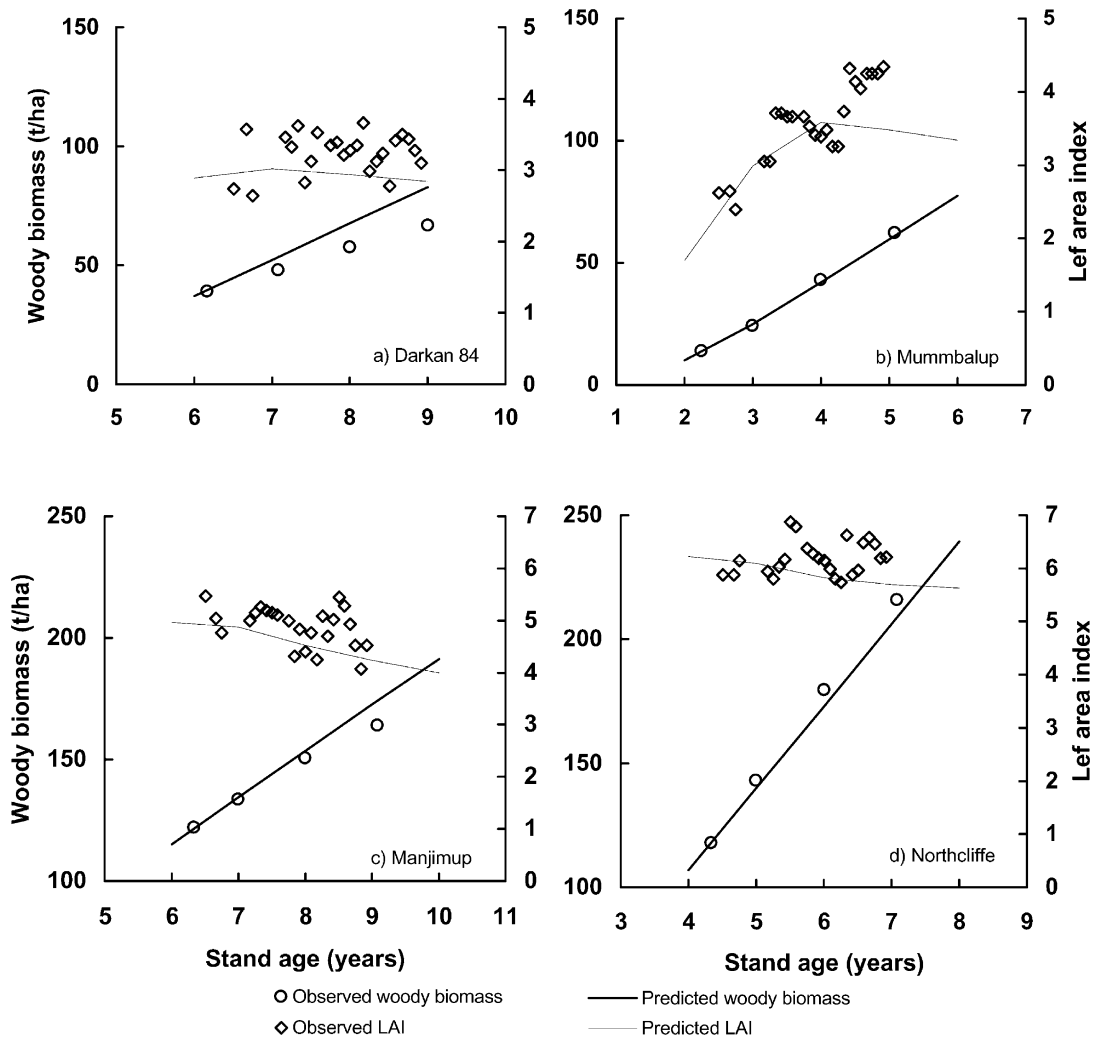 150
100
50
0
5
4
3
2
1
0
5 6 7 8 9 10
Woody biomass (t/ha)
a) Darkan 84
150
100
50
0
5
4
3
2
1
0
1 2 3 4 5 6 7
Lef area index
b) Mummbalup
250
200
150
100
7
6
5
4
3
2
1
0
5 6 7 8 9 10 11
Woody biomass (t/ha)
c) Manjimup
Stand age (years)
250
200
150
100
7
6
5
4
3
2
1
0
3 4 5 6 7 8 9
Lef area index
d) Northcliffe
Stand age (years)
Observed woody biomass
Predicted woody biomass
Observed LAI
Predicted LAI